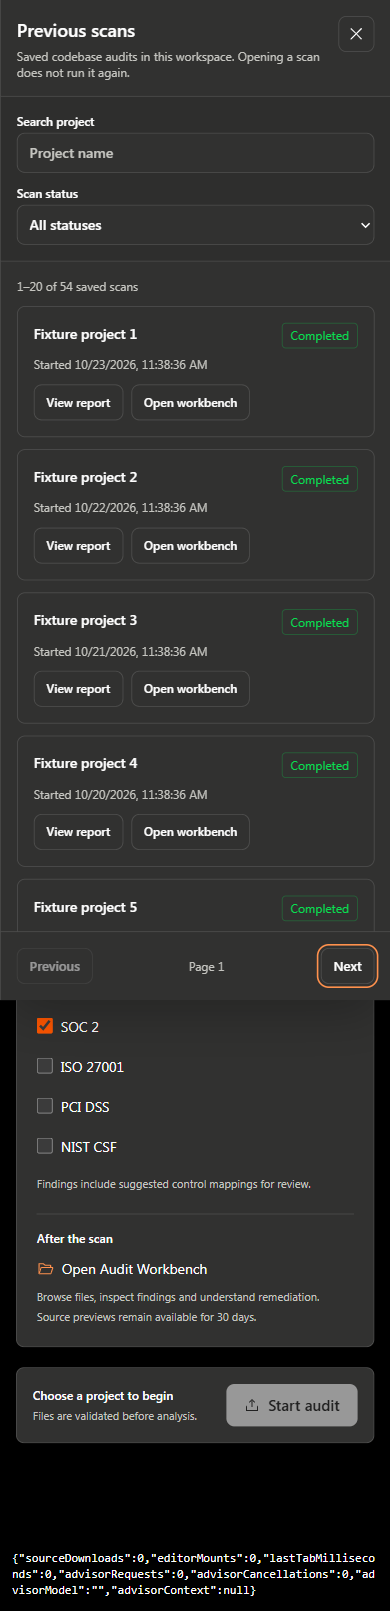 Previous scans
Saved codebase audits in this workspace. Opening a scan
does not run it again.
Search project
Project name
Scan status
All statuses
1–20 of 54 saved scans
Fixture project 1
Completed
Started 10/23/2026, 11:38:36 AM
View report
Open workbench
Fixture project 2
Completed
Started 10/22/2026, 11:38:36 AM
View report
Open workbench
Fixture project 3
Completed
Started 10/21/2026, 11:38:36 AM
View report
Open workbench
Fixture project 4
Completed
Started 10/20/2026, 11:38:36 AM
View report
Open workbench
Fixture project 5
Completed
Previous
Page 1
Next
SOC 2
ISO 27001
PCI DSS
NIST CSF
Findings include suggested control mappings for review.
After the scan
Open Audit Workbench
Browse files, inspect findings and understand remediation.
Source previews remain available for 30 days.
Choose a project to begin
Files are validated before analysis.
Start audit
{"sourceDownloads":0,"editorMounts":0,"lastTabMilliseco
nds":0,"advisorRequests":0,"advisorCancellations":0,"ad
visorModel":"","advisorContext":null}